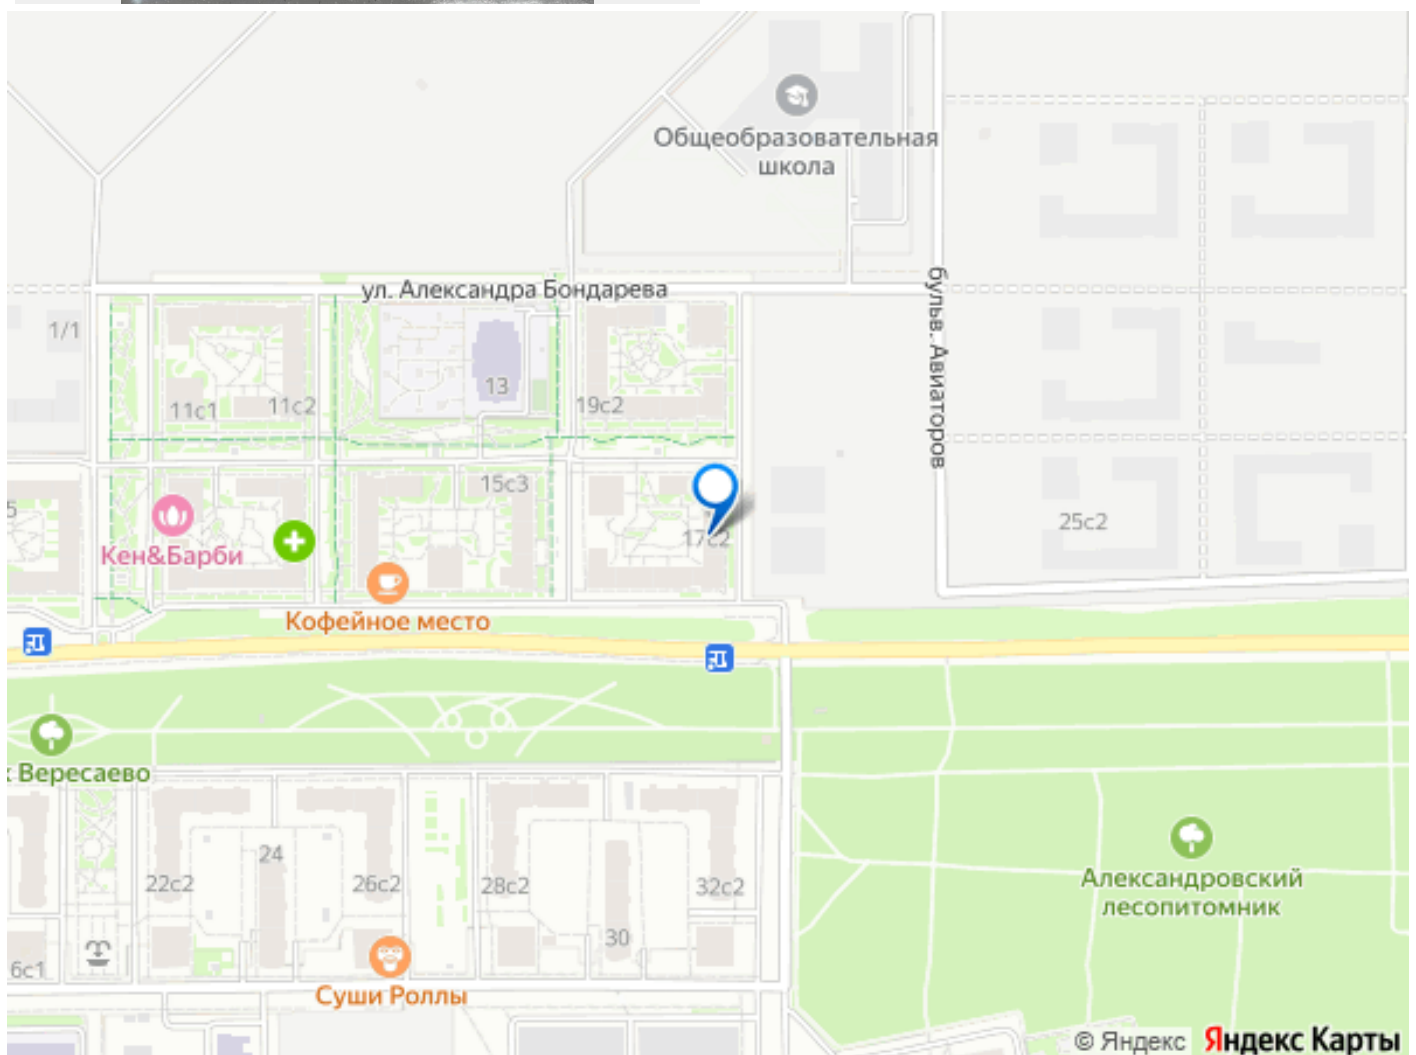 Общеобразовательная
школа
ул. Александра Бондарева
бульв. Авиаторов
1/1
13
11с1
11с2
19с2
15с3
5
17с2
25с2
Кен&Барби
Кофейное место
к Вересаево
24
22с2
26с2
28с2
32с2
Александровский
лесопитомник
30
6с1
Суши Роллы
© Яндекс Яндекс Карты